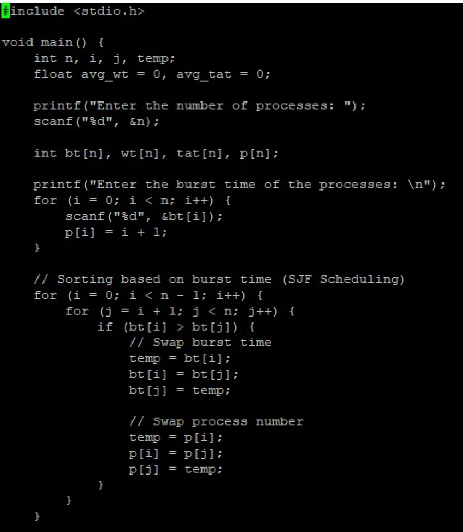 #include <stdio.h>

void main() {
    int n, i, j, temp;
    float avg_wt = 0, avg_tat = 0;

    printf("Enter the number of processes: ");
    scanf("%d", &n);

    int bt[n], wt[n], tat[n], p[n];

    printf("Enter the burst time of the processes: \n");
    for (i = 0; i < n; i++) {
        scanf("%d", &bt[i]);
        p[i] = i + 1;
    }

    // Sorting based on burst time (SJF Scheduling)
    for (i = 0; i < n - 1; i++) {
        for (j = i + 1; j < n; j++) {
            if (bt[i] > bt[j]) {
                // Swap burst time
                temp = bt[i];
                bt[i] = bt[j];
                bt[j] = temp;

                // Swap process number
                temp = p[i];
                p[i] = p[j];
                p[j] = temp;
            }
        }
    }